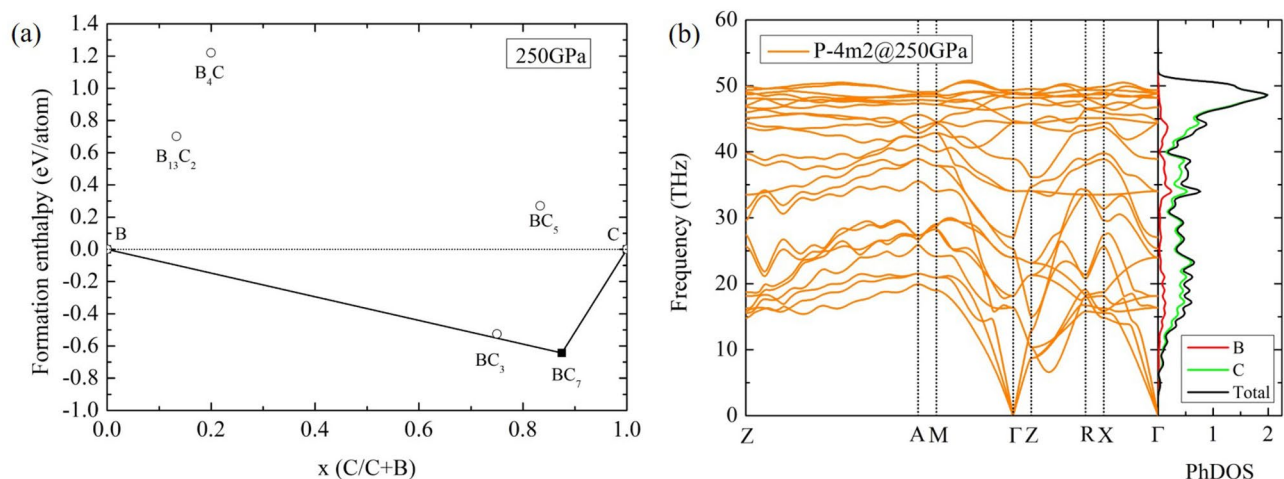 (a)
Formation enthalpy (eV/atom)
1.4
1.2
1.0
0.8
0.6
0.4
0.2
0.0
-0.2
-0.4
-0.6
-0.8
-1.0
250GPa
B₄C
B₁₃C₂
BC₅
B
C
BC₃
BC₇
0.0 0.2 0.4 0.6 0.8 1.0
x (C/C+B)
(b)
Frequency (THz)
60
50
40
30
20
10
0
P-4m2@250GPa
B
C
Total
Z A M Γ Z R X Γ 1 2
PhDOS